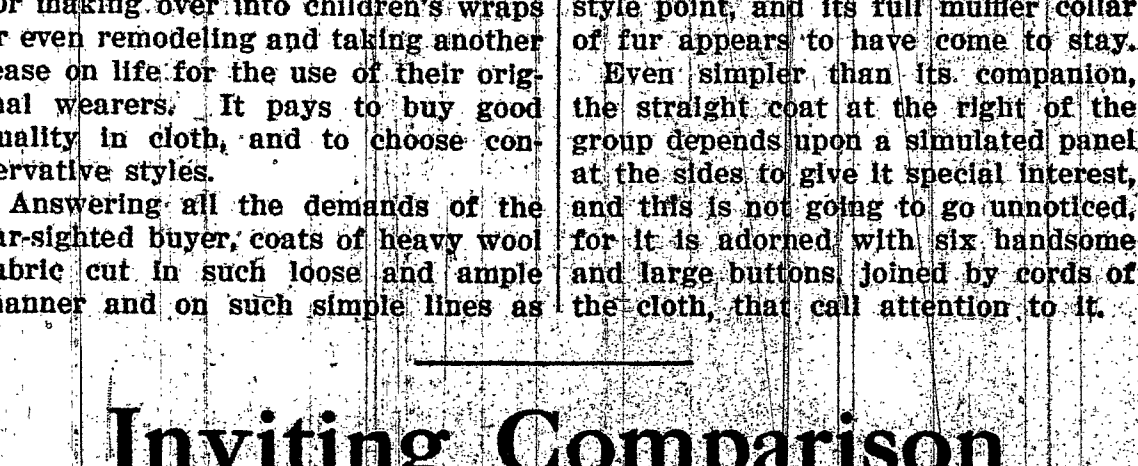 or making over into children's wraps
r even remodeling and taking another
ease on life for the use of their orig-
nal wearers. It pays to buy good
uality in cloth, and to choose con-
ervative styles.
Answering all the demands of the
ar-sighted buyer, coats of heavy wool
abric cut in such loose and ample
anner and on such simple lines as
style point, and its full muffler collar
of fur appears to have come to stay.
Even simpler than its companion,
the straight coat at the right of the
group depends upon a simulated panel
at the sides to give it special interest,
and this is not going to go unnoticed,
for it is adorned with six handsome
and large buttons, joined by cords of
the cloth, that call attention to it.
Inviting Comparison